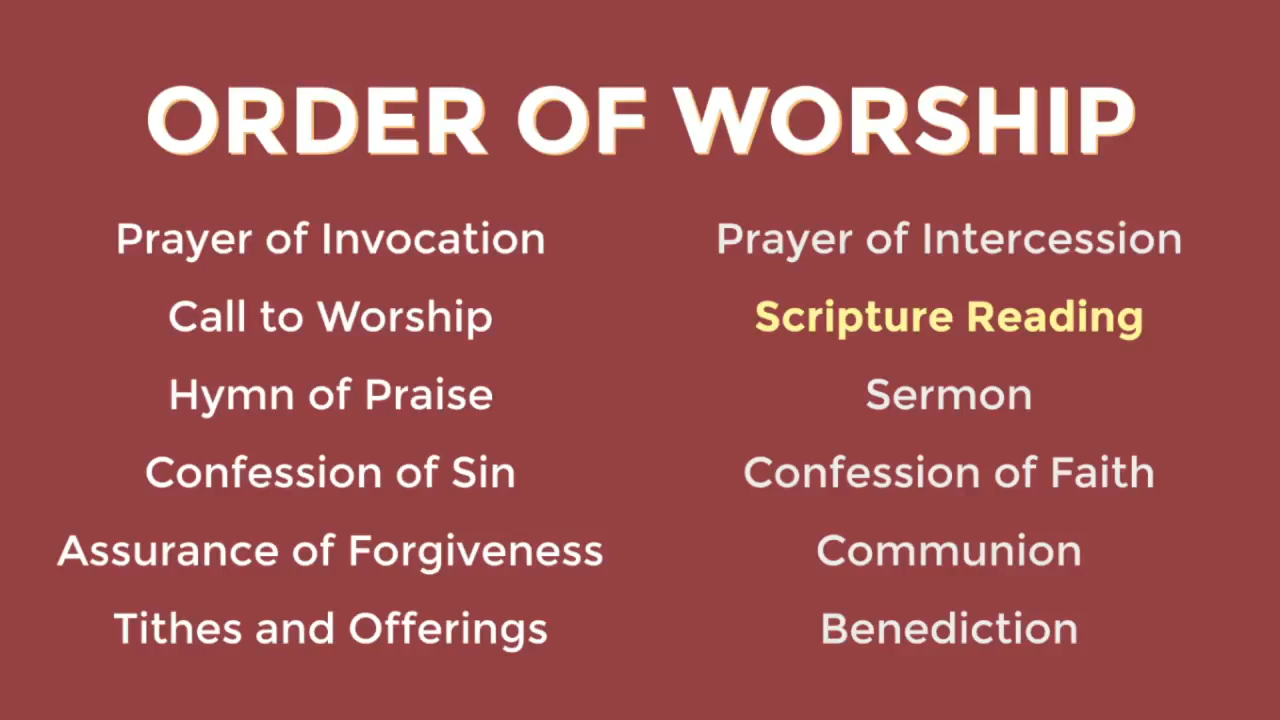 ORDER OF WORSHIP
Prayer of Invocation
Call to Worship
Hymn of Praise
Confession of Sin
Assurance of Forgiveness
Tithes and Offerings
Prayer of Intercession
Scripture Reading
Sermon
Confession of Faith
Communion
Benediction